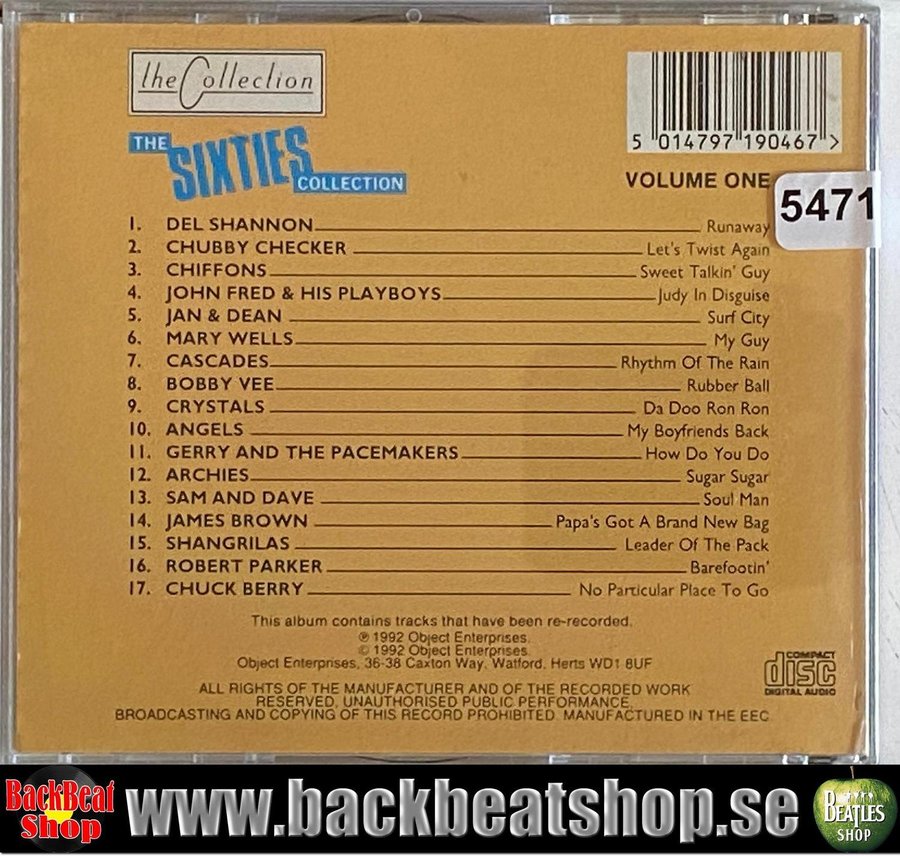 the Collection
THE SIXTIES COLLECTION
5 014797 190467 >
VOLUME ONE
5471
1. DEL SHANNON Runaway
2. CHUBBY CHECKER Let's Twist Again
3. CHIFFONS Sweet Talkin' Guy
4. JOHN FRED & HIS PLAYBOYS Judy In Disguise
5. JAN & DEAN Surf City
6. MARY WELLS My Guy
7. CASCADES Rhythm Of The Rain
8. BOBBY VEE Rubber Ball
9. CRYSTALS Da Doo Ron Ron
10. ANGELS My Boyfriends Back
11. GERRY AND THE PACEMAKERS How Do You Do
12. ARCHIES Sugar Sugar
13. SAM AND DAVE Soul Man
14. JAMES BROWN Papa's Got A Brand New Bag
15. SHANGRILAS Leader Of The Pack
16. ROBERT PARKER Barefootin'
17. CHUCK BERRY No Particular Place To Go
This album contains tracks that have been re-recorded.
℗ 1992 Object Enterprises.
© 1992 Object Enterprises.
Object Enterprises, 36-38 Caxton Way, Watford, Herts WD1 8UF
COMPACT
disc
DIGITAL AUDIO
ALL RIGHTS OF THE MANUFACTURER AND OF THE RECORDED WORK
RESERVED. UNAUTHORISED PUBLIC PERFORMANCE,
BROADCASTING AND COPYING OF THIS RECORD PROHIBITED. MANUFACTURED IN THE EEC
BackBeat Shop
www.backbeatshop.se
BEATLES SHOP